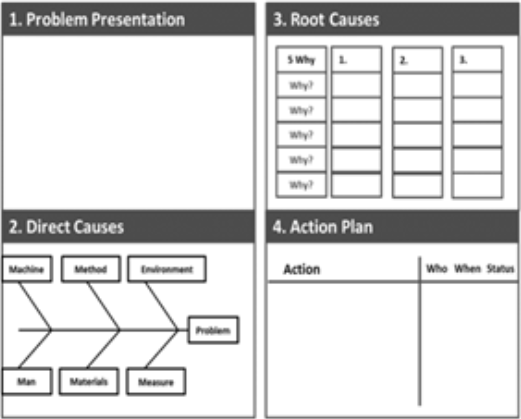 1. Problem Presentation
3. Root Causes
5 Why 1. 2. 3.
Why?
Why?
Why?
Why?
Why?
2. Direct Causes
Machine Method Environment
Problem
Man Materials Measure
4. Action Plan
Action Who When Status